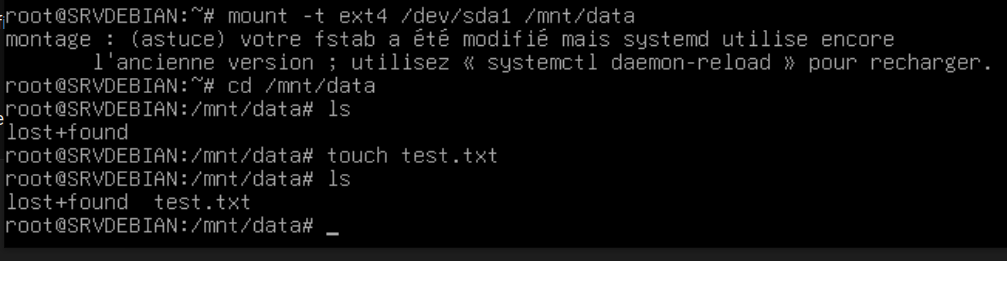 root@SRVDEBIAN:~# mount -t ext4 /dev/sda1 /mnt/data
montage : (astuce) votre fstab a été modifié mais systemd utilise encore
l'ancienne version ; utilisez « systemctl daemon-reload » pour recharger.
root@SRVDEBIAN:~# cd /mnt/data
root@SRVDEBIAN:/mnt/data# ls
lost+found
root@SRVDEBIAN:/mnt/data# touch test.txt
root@SRVDEBIAN:/mnt/data# ls
lost+found  test.txt
root@SRVDEBIAN:/mnt/data# _